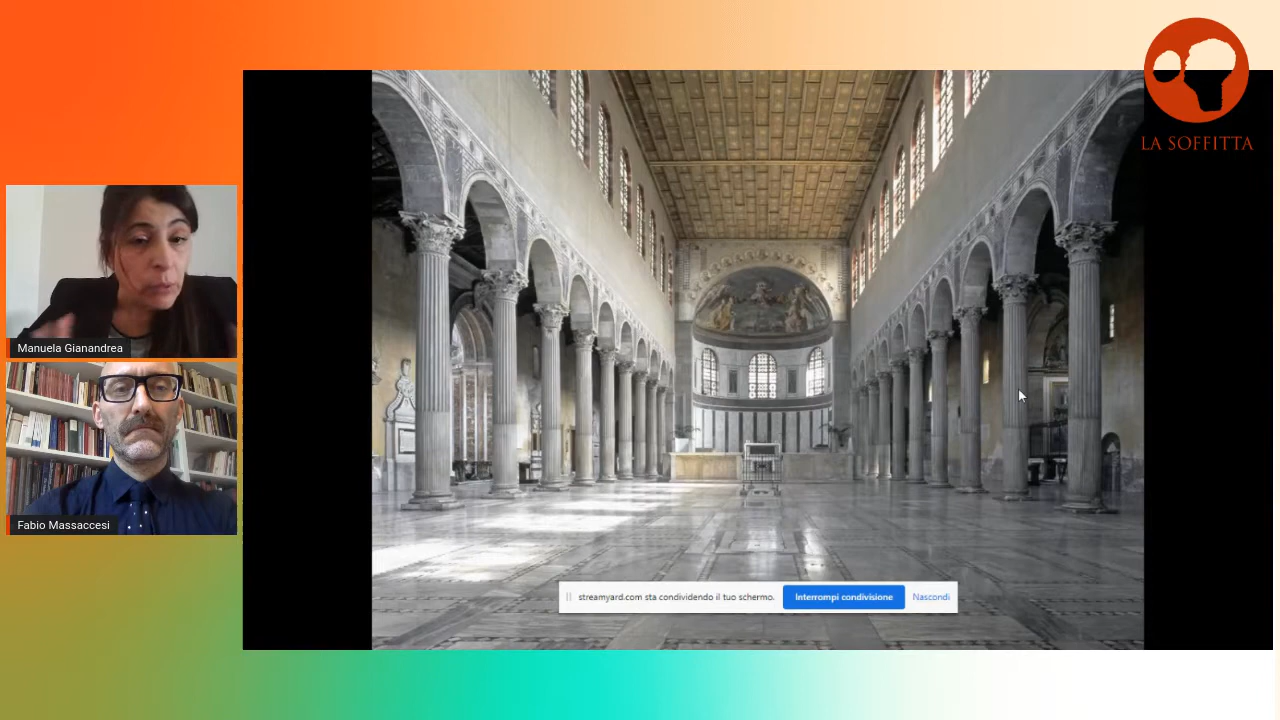 LA SOFFITTA
Manuela Gianandrea
Fabio Massaccesi
streamyard.com sta condividendo il tuo schermo.
Interrompi condivisione
Nascondi